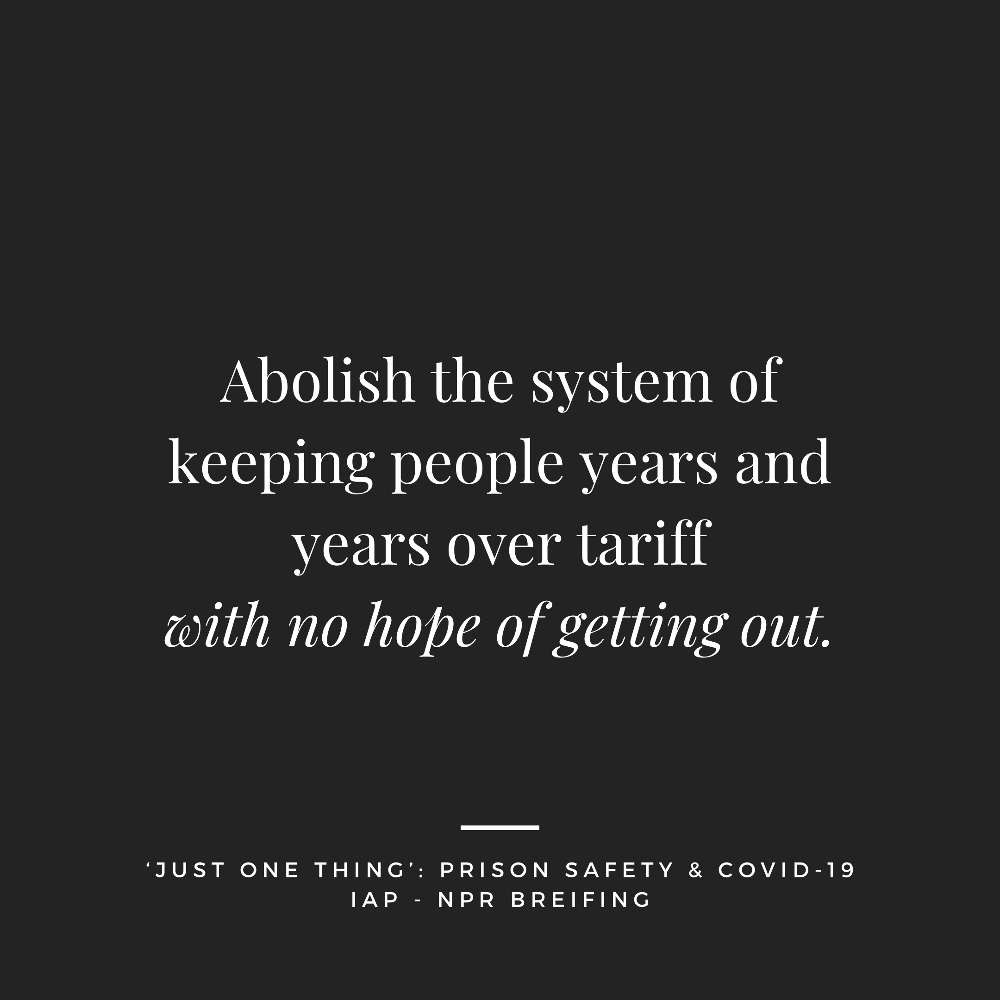 Abolish the system of
keeping people years and
years over tariff
with no hope of getting out.
‘JUST ONE THING’: PRISON SAFETY & COVID-19
IAP - NPR BREIFING